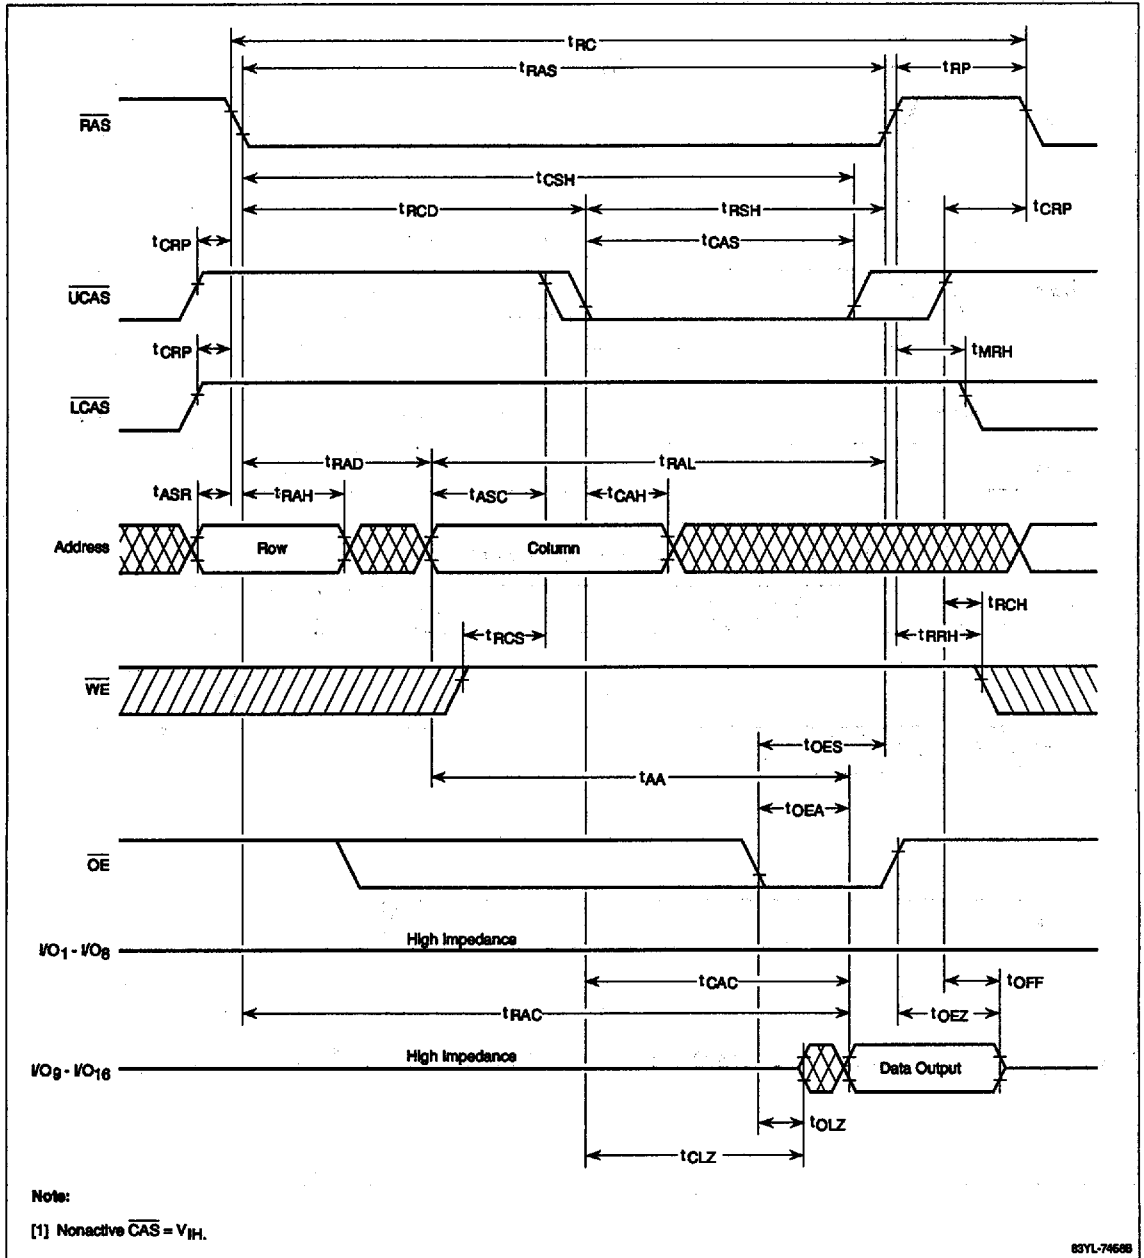 tRC
tRAS
tRP
RAS
tCSH
tRCD
tRSH
tCRP
tCRP
tCAS
UCAS
tCRP
tMRH
LCAS
tRAD
tRAL
tASR
tRAH
tASC
tCAH
Address
Row
Column
tRCH
tRCS
tRRH
WE
tOES
tAA
tOEA
OE
I/O1 - I/O8
High Impedance
tCAC
tOFF
tRAC
tOEZ
I/O9 - I/O16
High Impedance
Data Output
tOLZ
tCLZ
Note:
[1] Nonactive CAS = VIH.
83YL-7468B